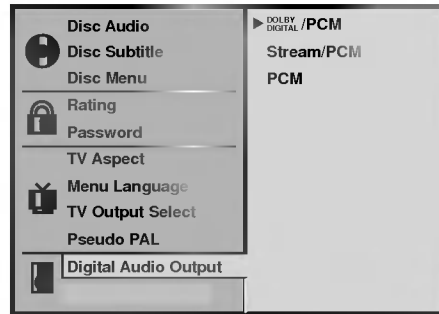 Disc Audio
Disc Subtitle
Disc Menu
Rating
Password
TV Aspect
Menu Language
TV Output Select
Pseudo PAL
Digital Audio Output
DOLBY DIGITAL /PCM
Stream/PCM
PCM